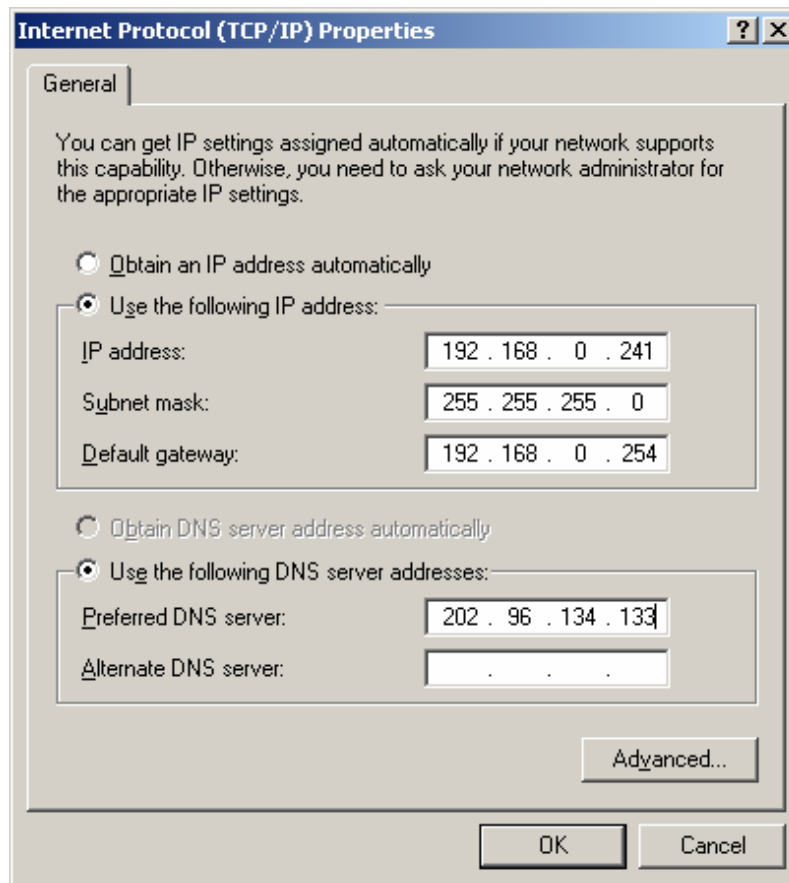 Internet Protocol (TCP/IP) Properties
General
You can get IP settings assigned automatically if your network supports
this capability. Otherwise, you need to ask your network administrator for
the appropriate IP settings.
Obtain an IP address automatically
Use the following IP address:
IP address: 192 . 168 . 0 . 241
Subnet mask: 255 . 255 . 255 . 0
Default gateway: 192 . 168 . 0 . 254
Obtain DNS server address automatically
Use the following DNS server addresses:
Preferred DNS server: 202 . 96 . 134 . 133
Alternate DNS server: . . .
Advanced...
OK Cancel